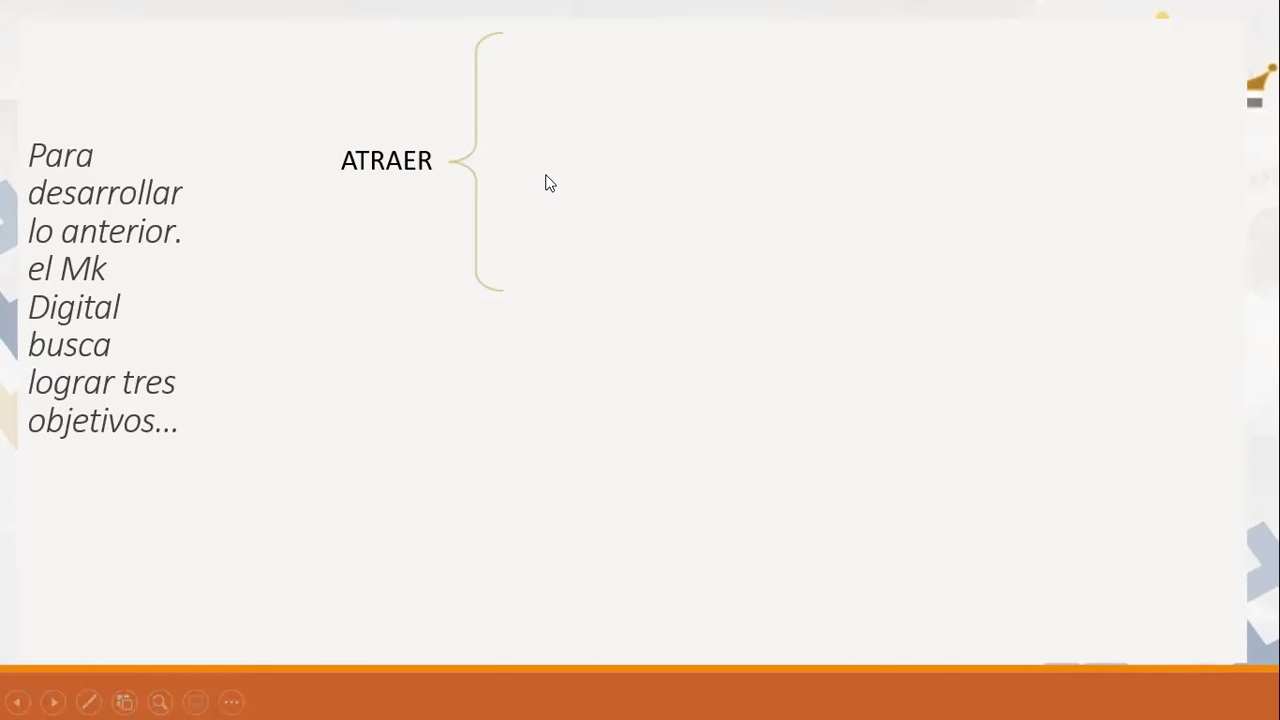 Para
desarrollar
lo anterior.
el Mk
Digital
busca
lograr tres
objetivos...
ATRAER